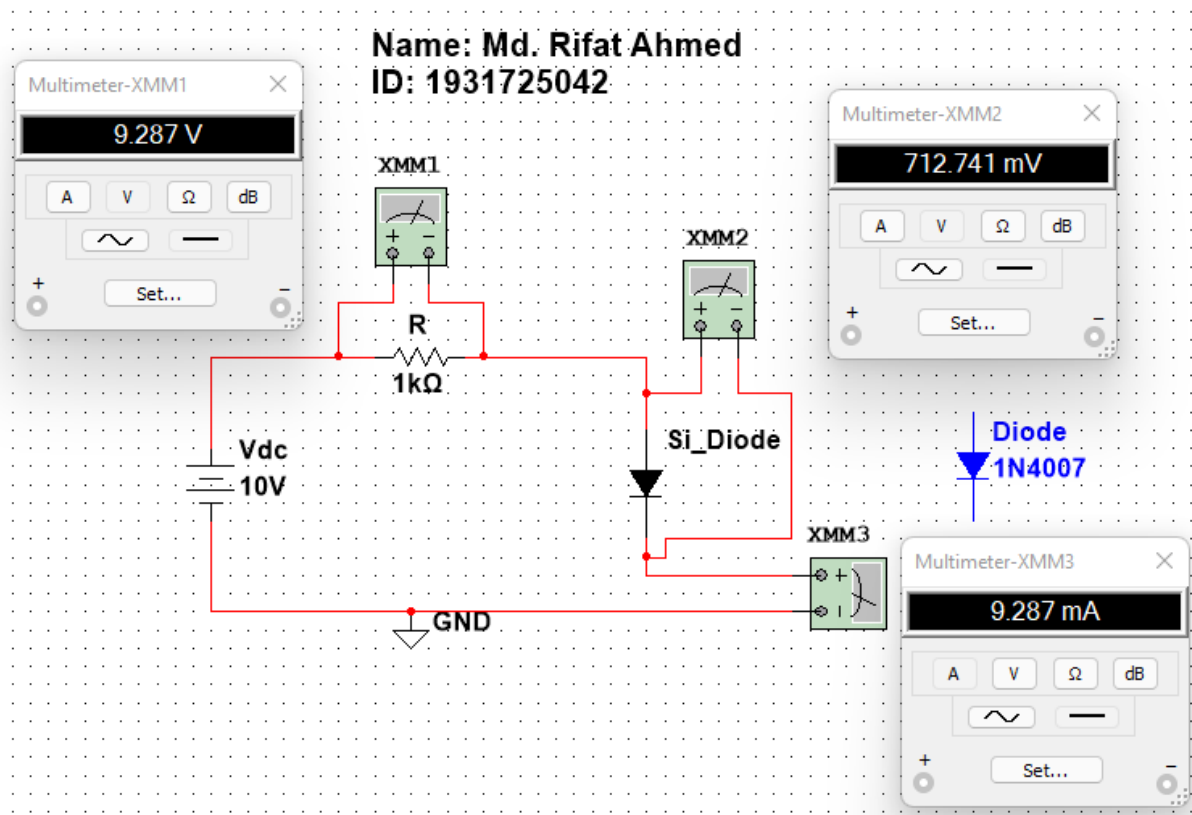 Name: Md. Rifat Ahmed
ID: 1931725042
Multimeter-XMM1
9.287 V
A V Ω dB
+ Set... −
XMM1
+ −
Multimeter-XMM2
712.741 mV
A V Ω dB
+ Set... −
XMM2
+ −
R
1kΩ
Vdc
10V
Si_Diode
Diode
1N4007
XMM3
+
−
GND
Multimeter-XMM3
9.287 mA
A V Ω dB
+ Set... −